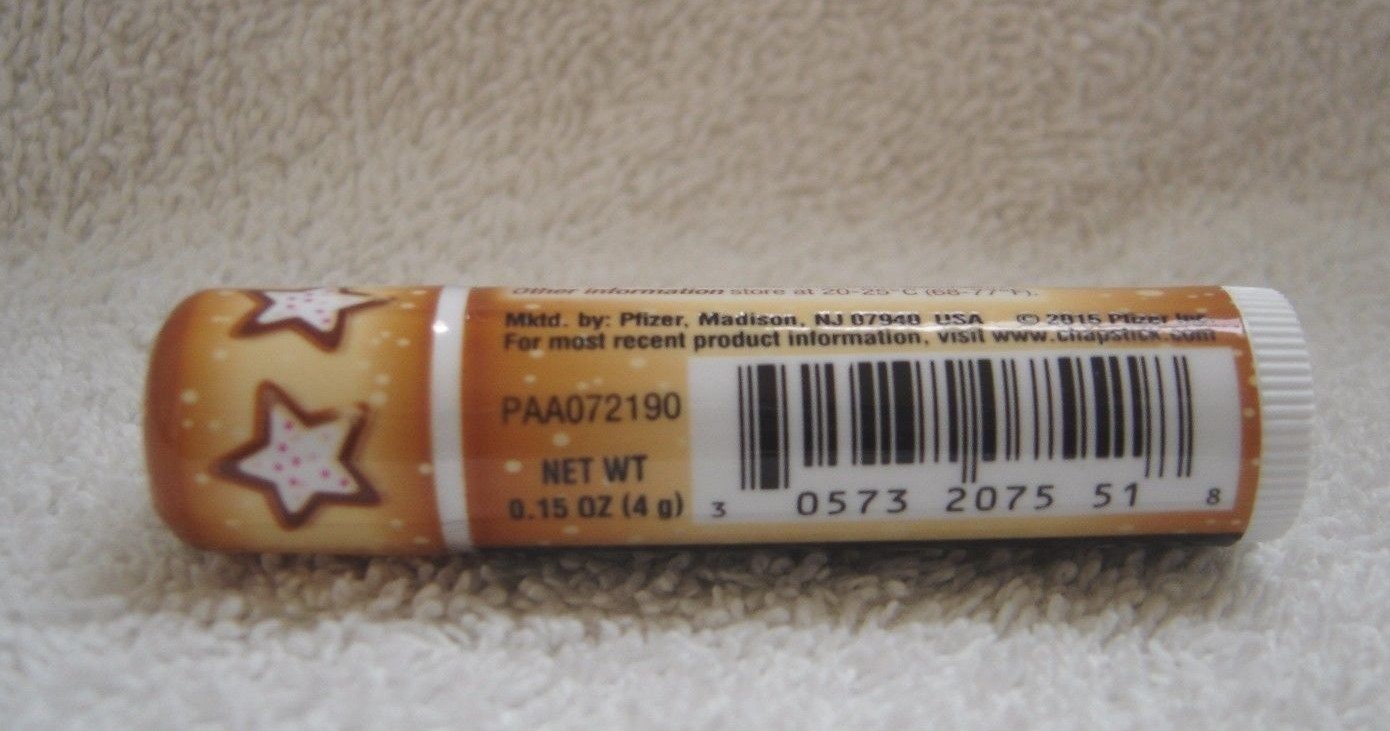 Other information store at 20-25°C (68-77°F).
Mktd. by: Pfizer, Madison, NJ 07940 USA © 2015 Pfizer Inc.
For most recent product information, visit www.chapstick.com
PAA072190
NET WT
0.15 OZ (4 g)
3 0573 2075 51 8